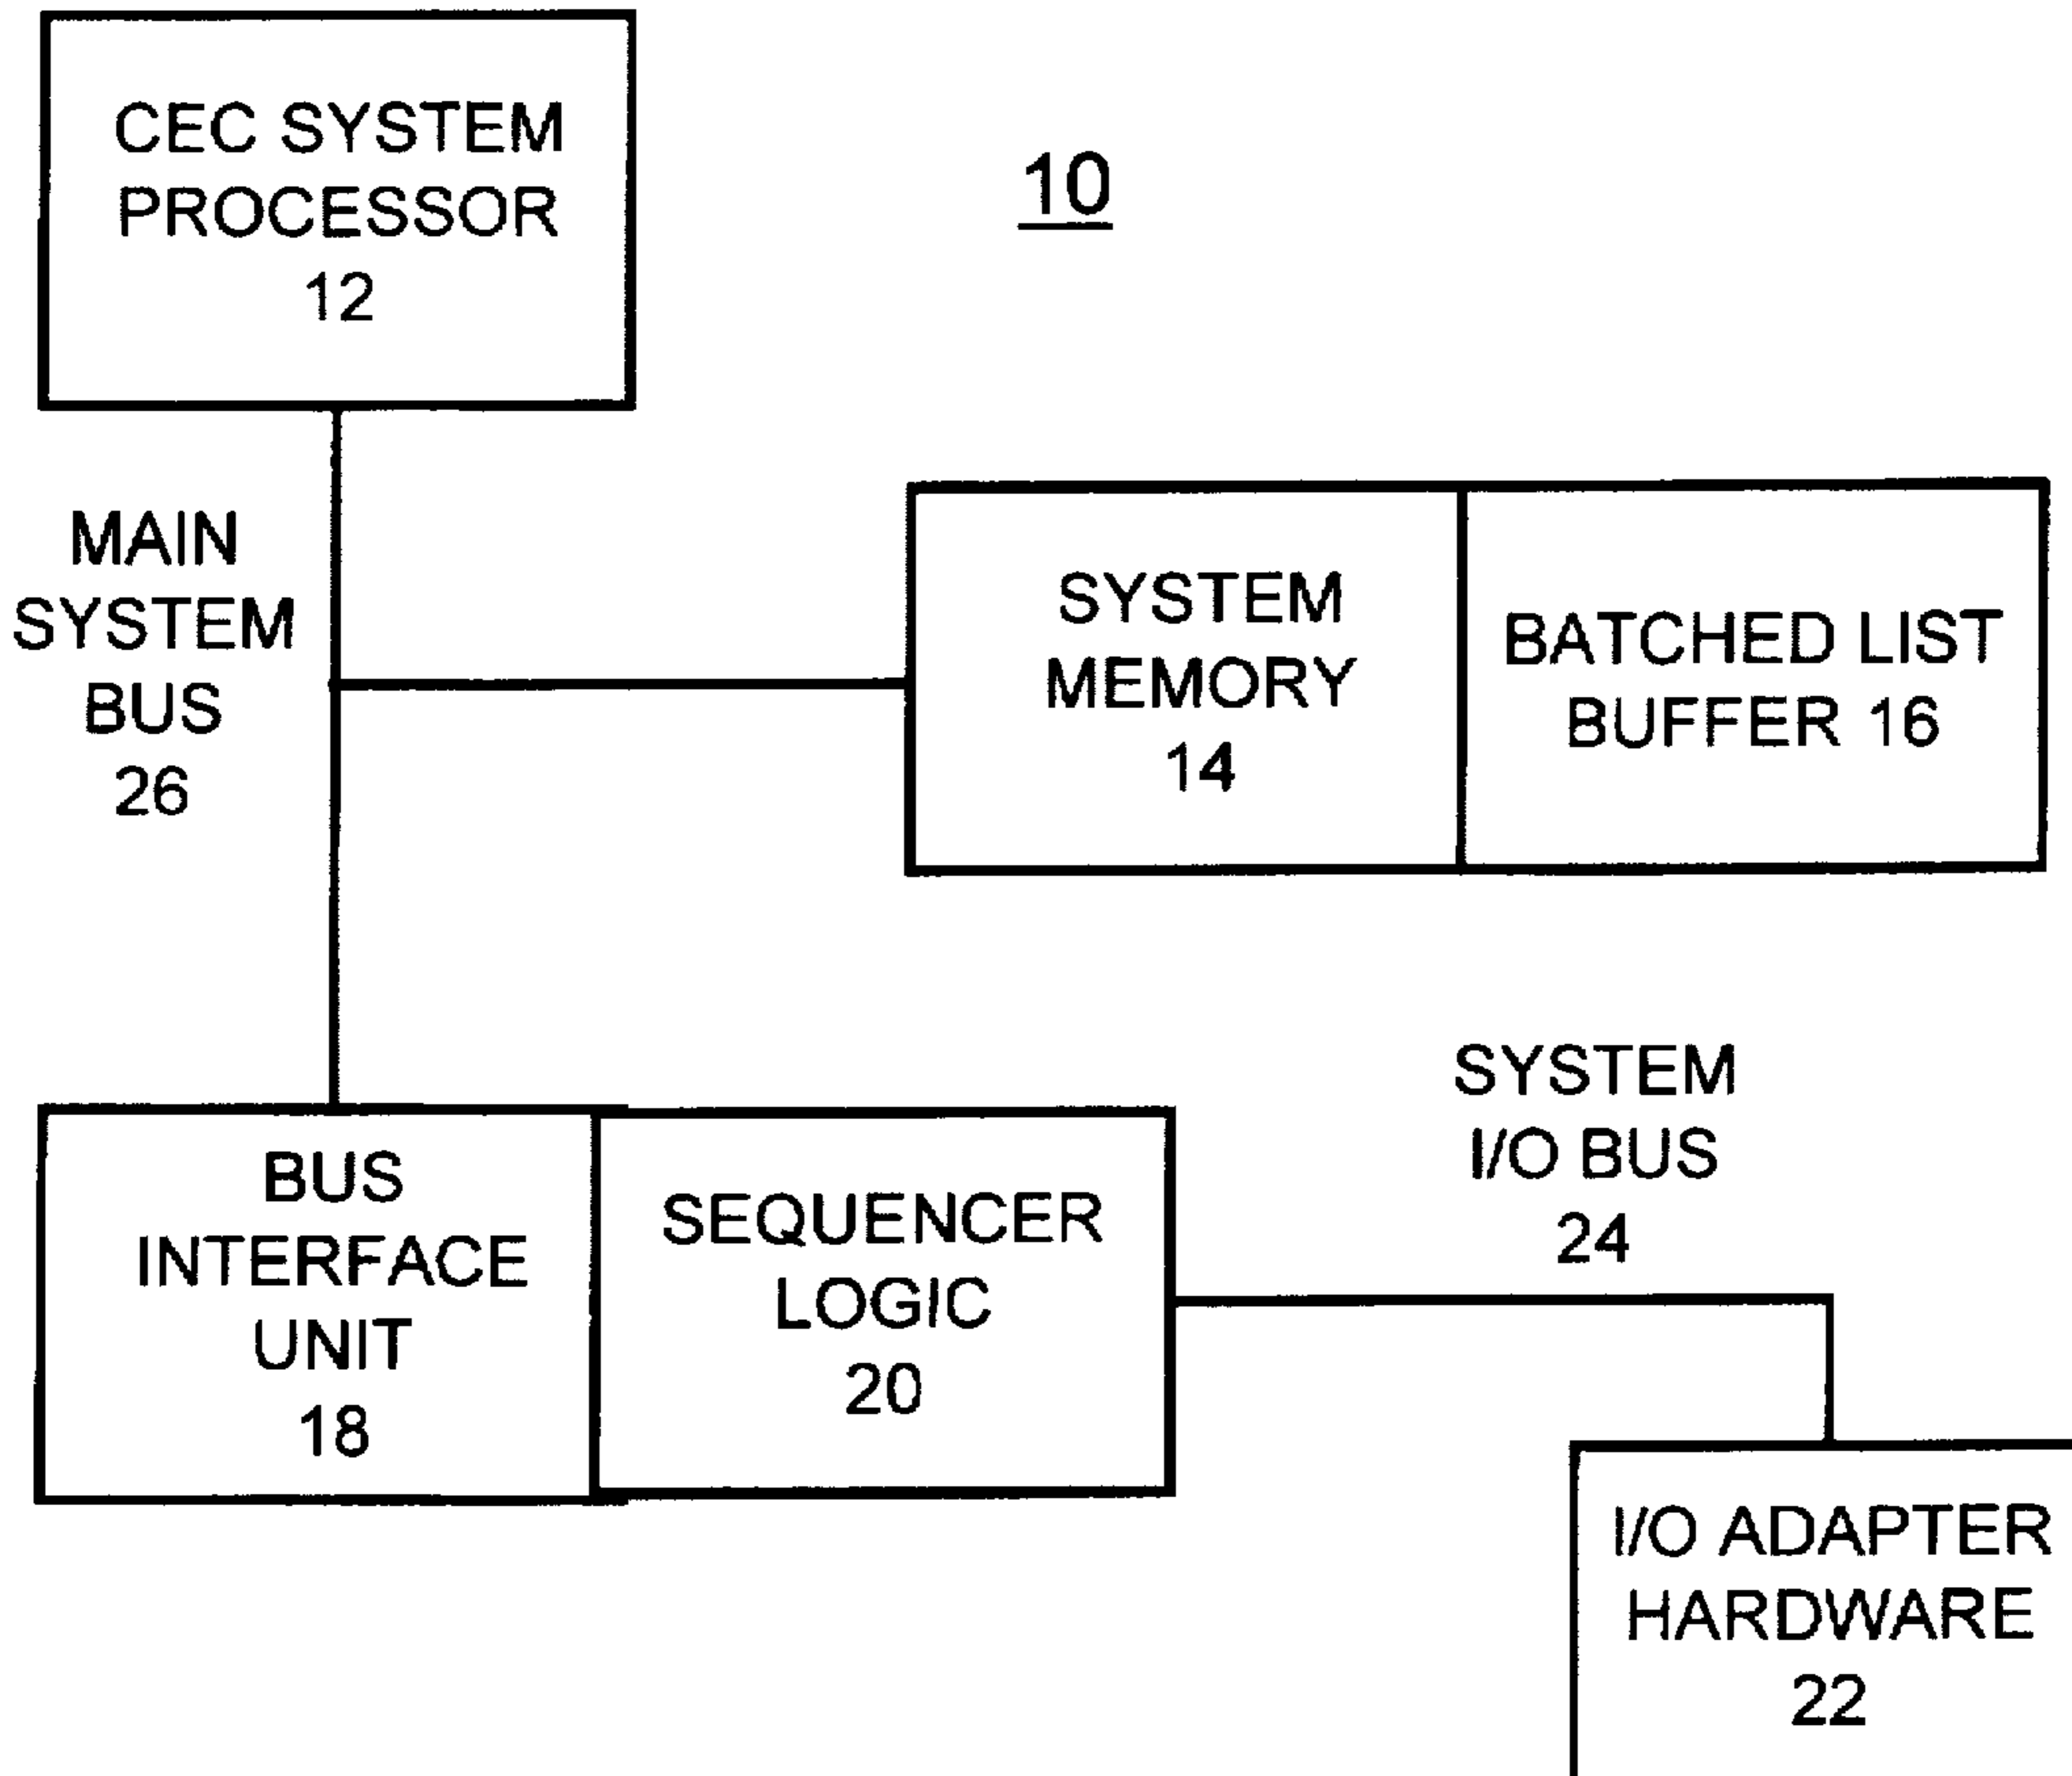 CEC SYSTEM
PROCESSOR
12
10
MAIN
SYSTEM
BUS
26
SYSTEM
MEMORY
14
BATCHED LIST
BUFFER 16
BUS
INTERFACE
UNIT
18
SEQUENCER
LOGIC
20
SYSTEM
I/O BUS
24
I/O ADAPTER
HARDWARE
22